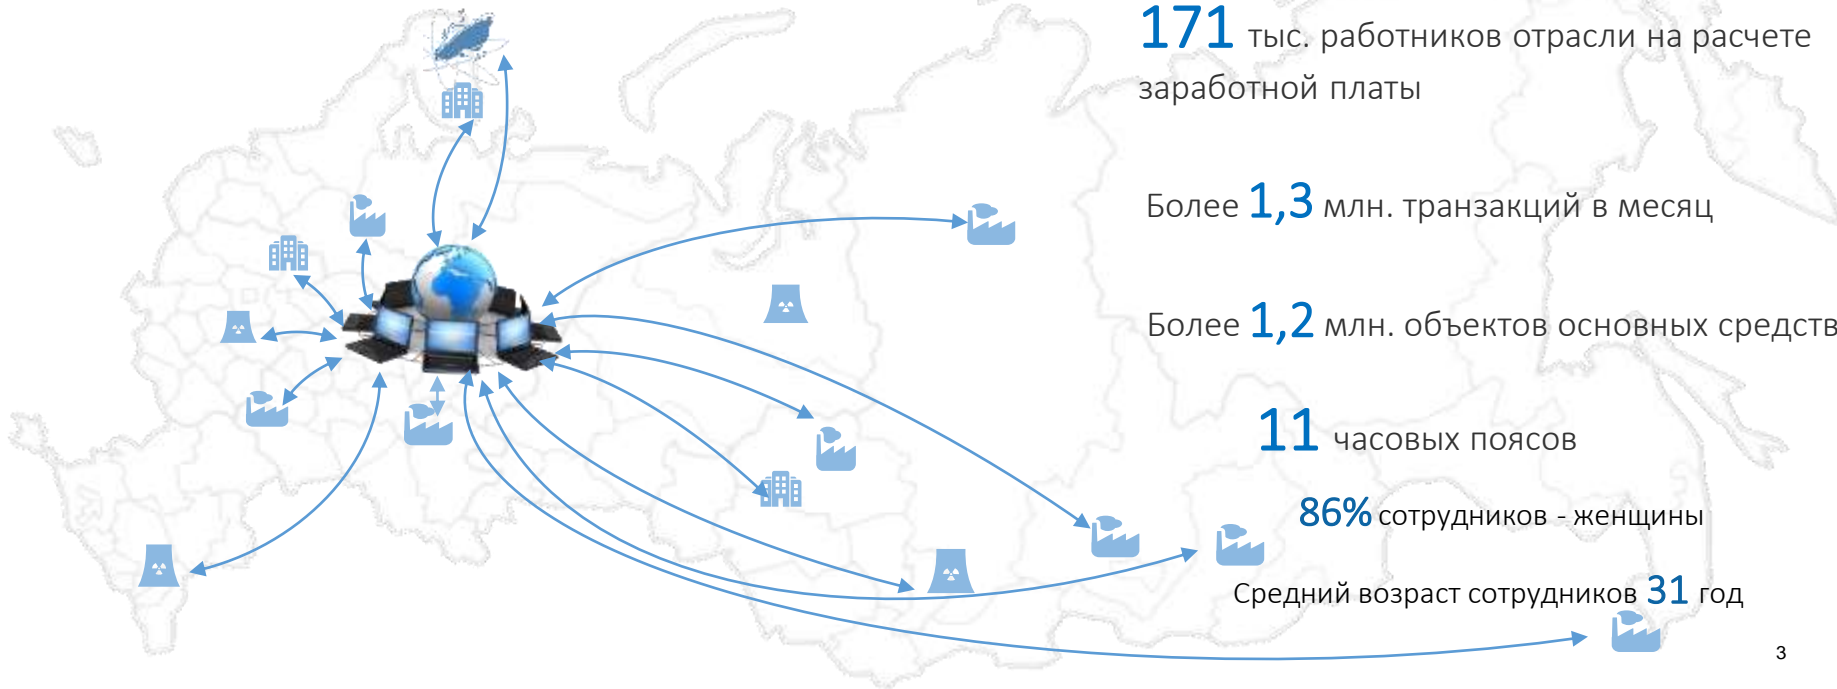 171 тыс. работников отрасли на расчете
заработной платы
Более 1,3 млн. транзакций в месяц
Более 1,2 млн. объектов основных средств
11 часовых поясов
86% сотрудников - женщины
Средний возраст сотрудников 31 год
3